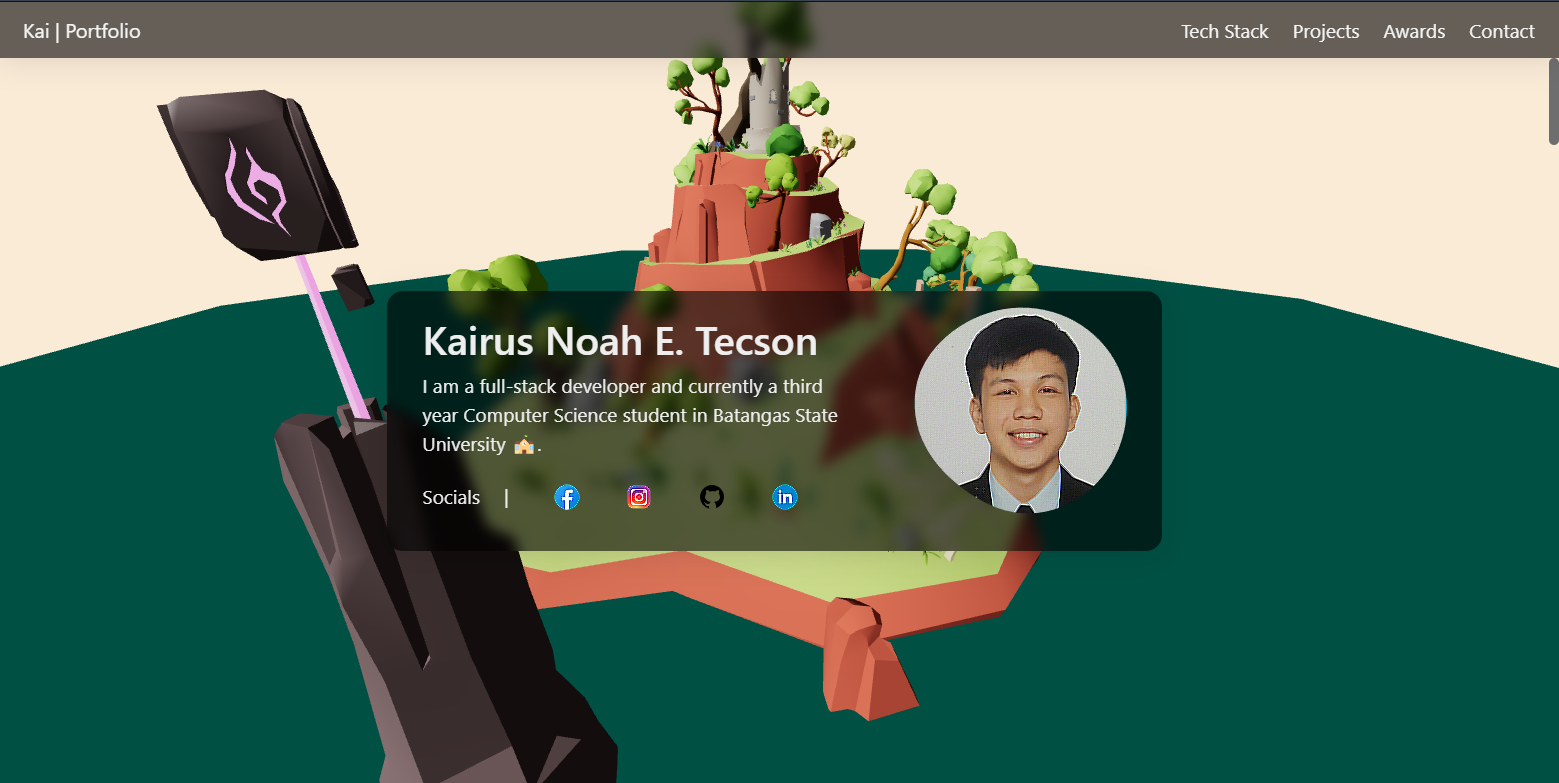 Kai | Portfolio
Tech Stack Projects Awards Contact
Kairus Noah E. Tecson
I am a full-stack developer and currently a third
year Computer Science student in Batangas State
University 🏫.
Socials |